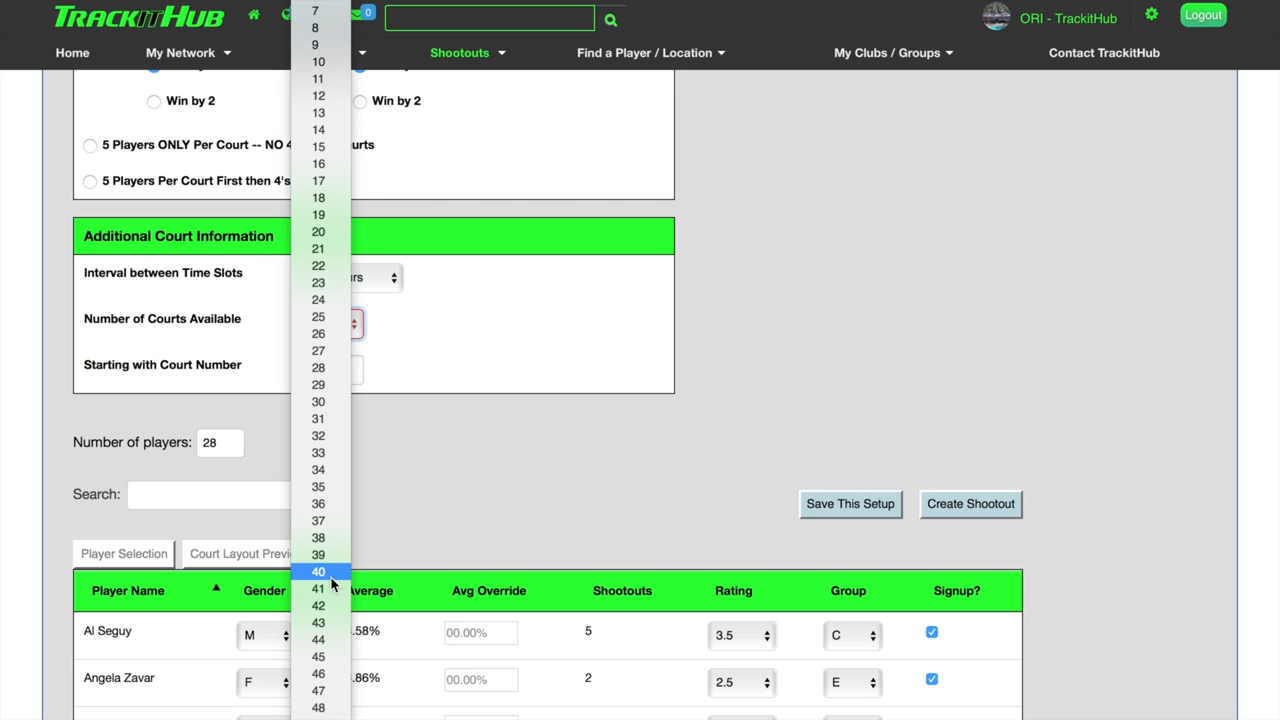 TRACKITHUB
0
ORI - TrackitHub
Logout
Home
My Network
Shootouts
Find a Player / Location
My Clubs / Groups
Contact TrackitHub
Win by 2
Win by 2
5 Players ONLY Per Court -- NO 4
urts
5 Players Per Court First then 4's
Additional Court Information
Interval between Time Slots
rs
Number of Courts Available
Starting with Court Number
7
8
9
10
11
12
13
14
15
16
17
18
19
20
21
22
23
24
25
26
27
28
29
30
31
32
33
34
35
36
37
38
39
40
41
42
43
44
45
46
47
48
Number of players: 28
Search:
Save This Setup
Create Shootout
Player Selection
Court Layout Previ
Player Name
Gender
Average
Avg Override
Shootouts
Rating
Group
Signup?
Al Seguy
M
.58%
00.00%
5
3.5
C
Angela Zavar
F
.86%
00.00%
2
2.5
E